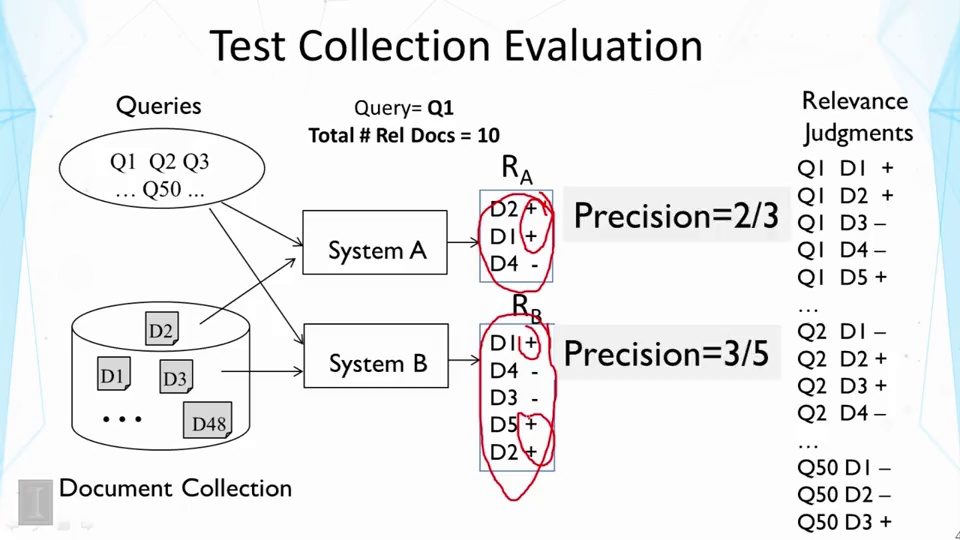 Test Collection Evaluation
Queries
Q1 Q2 Q3
... Q50 ...
Query= Q1
Total # Rel Docs = 10
RA
D2 +
D1 +
D4 -
Precision=2/3
System A
RB
D1 +
D4 -
D3 -
D5 +
D2 +
Precision=3/5
System B
D2
D1
D3
...
D48
Document Collection
Relevance
Judgments
Q1 D1 +
Q1 D2 +
Q1 D3 –
Q1 D4 –
Q1 D5 +
...
Q2 D1 –
Q2 D2 +
Q2 D3 +
Q2 D4 –
...
Q50 D1 –
Q50 D2 –
Q50 D3 +
I
4